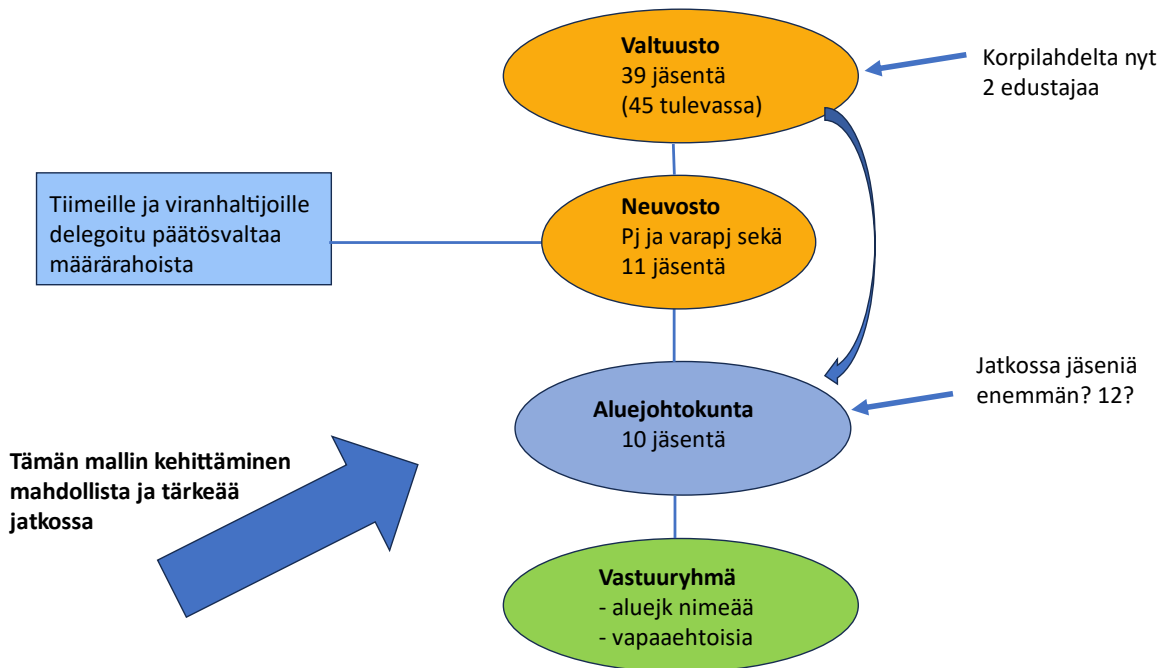 Valtuusto
39 jäsentä
(45 tulevassa)
Korpilahdelta nyt
2 edustajaa
Tiimeille ja viranhaltijoille
delegoitu päätösvaltaa
määrärahoista
Neuvosto
Pj ja varapj sekä
11 jäsentä
Jatkossa jäseniä
enemmän? 12?
Aluejohtokunta
10 jäsentä
Tämän mallin kehittäminen
mahdollista ja tärkeää
jatkossa
Vastuuryhmä
- aluejk nimeää
- vapaaehtoisia